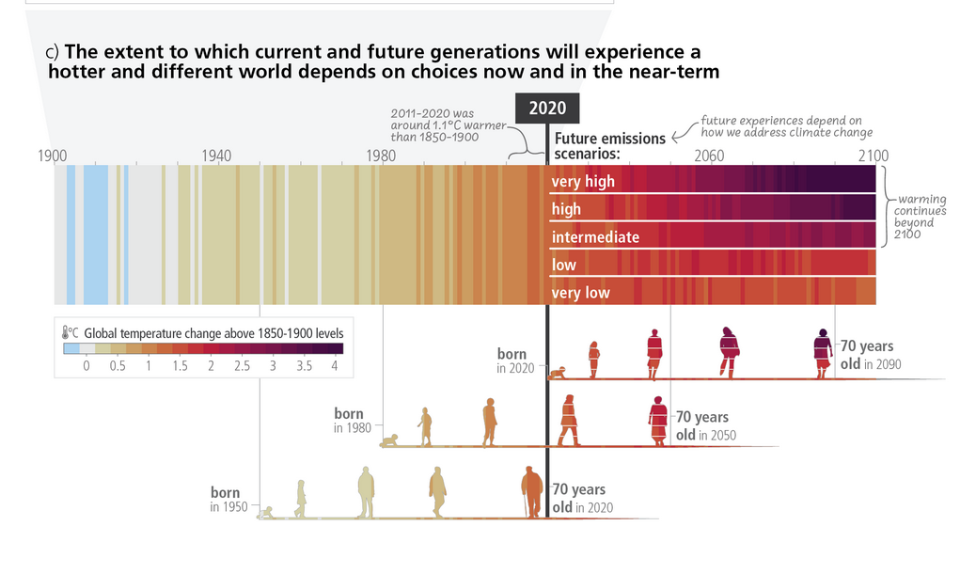 c) The extent to which current and future generations will experience a
hotter and different world depends on choices now and in the near-term
2020
2011-2020 was
around 1.1°C warmer
than 1850-1900
future experiences depend on
how we address climate change
Future emissions
scenarios:
1900
1940
1980
2060
2100
very high
high
intermediate
low
very low
warming
continues
beyond
2100
°C Global temperature change above 1850-1900 levels
0 0.5 1 1.5 2 2.5 3 3.5 4
born
in 2020
70 years
old in 2090
born
in 1980
70 years
old in 2050
born
in 1950
70 years
old in 2020